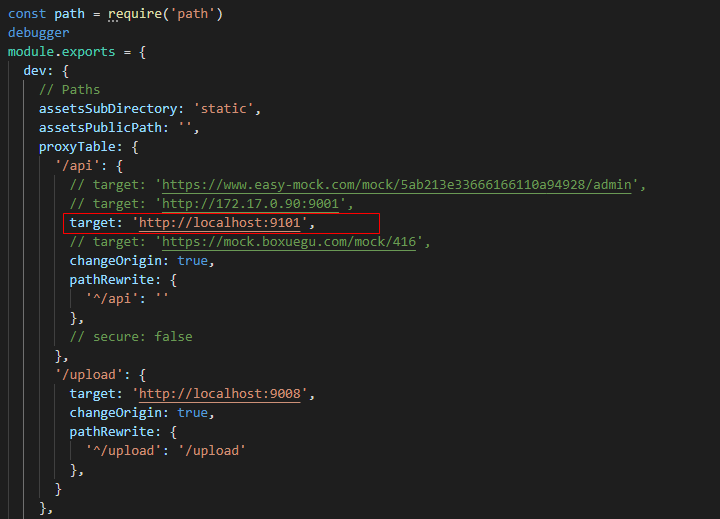 const path = require('path')
debugger
module.exports = {
  dev: {
    // Paths
    assetsSubDirectory: 'static',
    assetsPublicPath: '',
    proxyTable: {
      '/api': {
        // target: 'https://www.easy-mock.com/mock/5ab213e33666166110a94928/admin',
        // target: 'http://172.17.0.90:9001',
        target: 'http://localhost:9101',
        // target: 'https://mock.boxuegu.com/mock/416',
        changeOrigin: true,
        pathRewrite: {
          '^/api': ''
        },
        // secure: false
      },
      '/upload': {
        target: 'http://localhost:9008',
        changeOrigin: true,
        pathRewrite: {
          '^/upload': '/upload'
        },
      }
    },